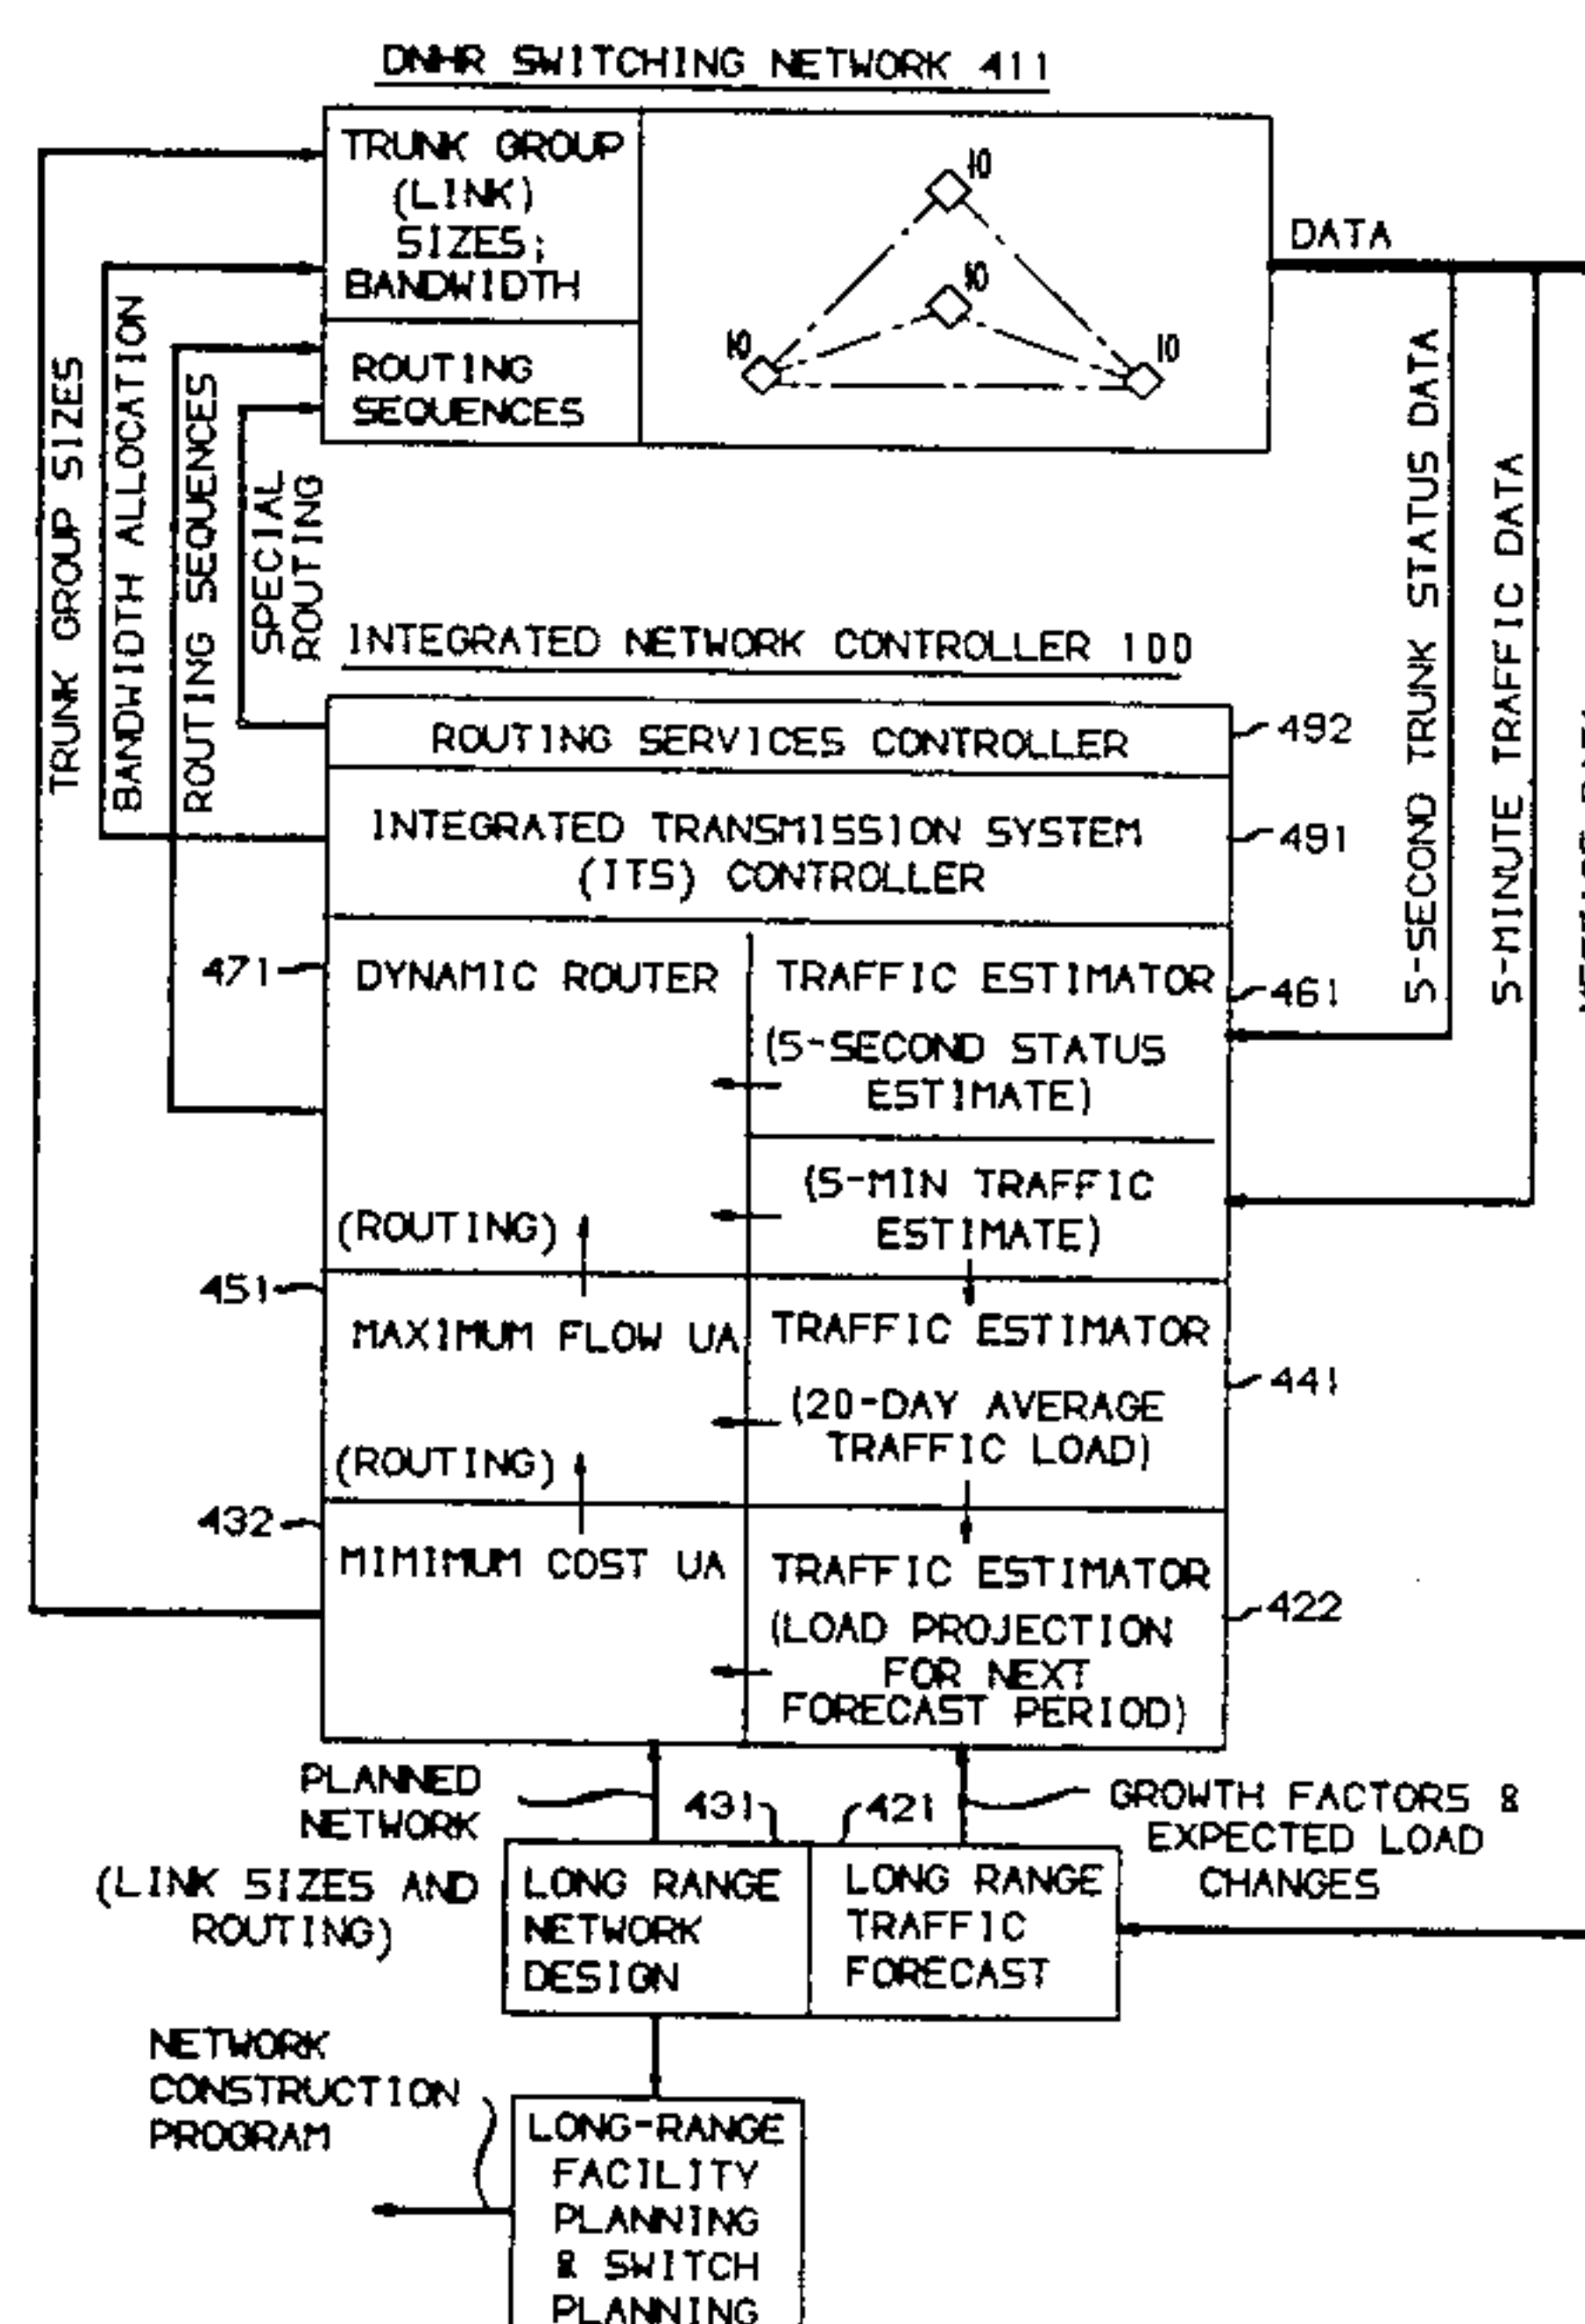 DNHR SWITCHING NETWORK 411
TRUNK GROUP
(LINK)
SIZES;
BANDWIDTH
ROUTING
SEQUENCES
10
10
10
10
DATA
TRUNK GROUP SIZES
BANDWIDTH ALLOCATION
ROUTING SEQUENCES
SPECIAL
ROUTING
5-SECOND TRUNK STATUS DATA
5-MINUTE TRAFFIC DATA
INTEGRATED NETWORK CONTROLLER 100
ROUTING SERVICES CONTROLLER
492
INTEGRATED TRANSMISSION SYSTEM
(ITS) CONTROLLER
491
471
DYNAMIC ROUTER
TRAFFIC ESTIMATOR
461
(5-SECOND STATUS
ESTIMATE)
(5-MIN TRAFFIC
ESTIMATE)
(ROUTING)
451
MAXIMUM FLOW UA
TRAFFIC ESTIMATOR
441
(20-DAY AVERAGE
TRAFFIC LOAD)
(ROUTING)
432
MIMIMUM COST UA
TRAFFIC ESTIMATOR
422
(LOAD PROJECTION
FOR NEXT
FORECAST PERIOD)
PLANNED
NETWORK
(LINK SIZES AND
ROUTING)
431
421
GROWTH FACTORS &
EXPECTED LOAD
CHANGES
LONG RANGE
NETWORK
DESIGN
LONG RANGE
TRAFFIC
FORECAST
NETWORK
CONSTRUCTION
PROGRAM
LONG-RANGE
FACILITY
PLANNING
& SWITCH
PLANNING